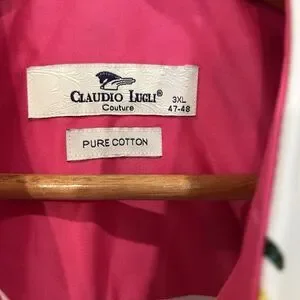 CLAUDIO LUGLI®
Couture
3XL
47-48
PURE COTTON